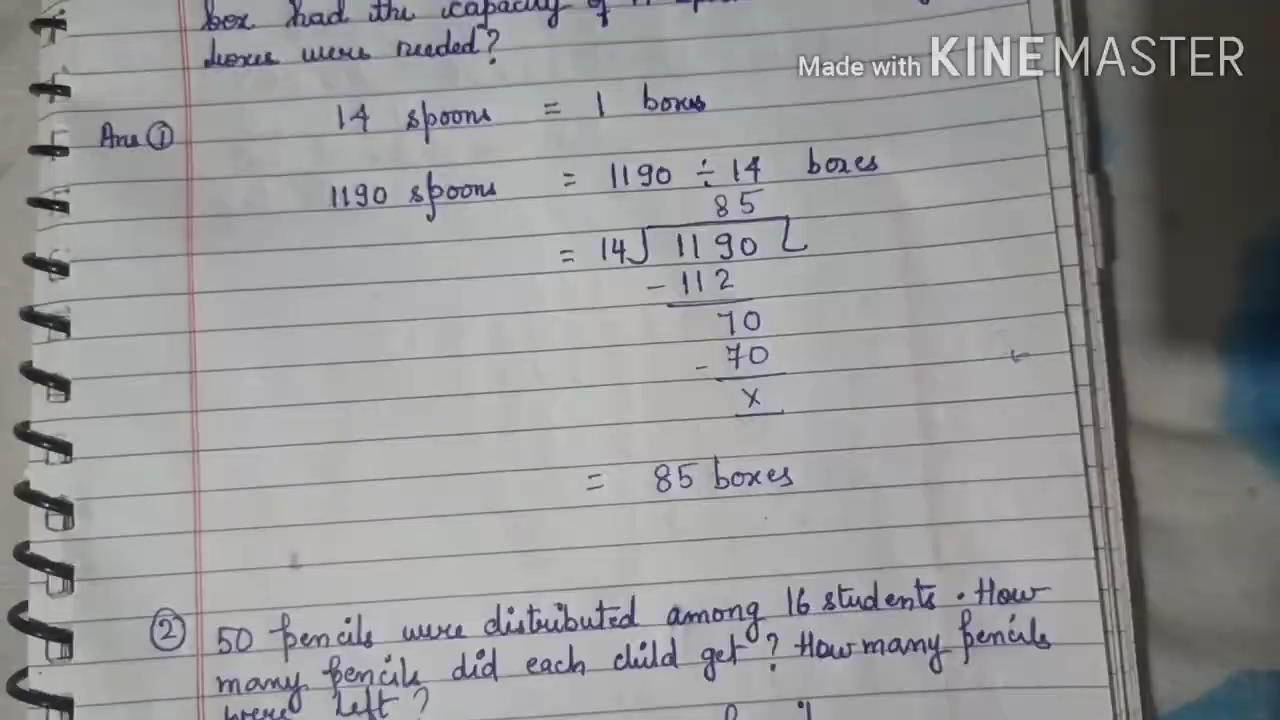 box had the capacity of
boxes were needed?
Made with KINEMASTER
Ans ①
14 spoons = 1 boxes
1190 spoons = 1190 ÷ 14 boxes
85
= 14 1190
- 112
70
- 70
x
= 85 boxes
② 50 pencils were distributed among 16 students. How
many pencils did each child get? How many pencils
were left?